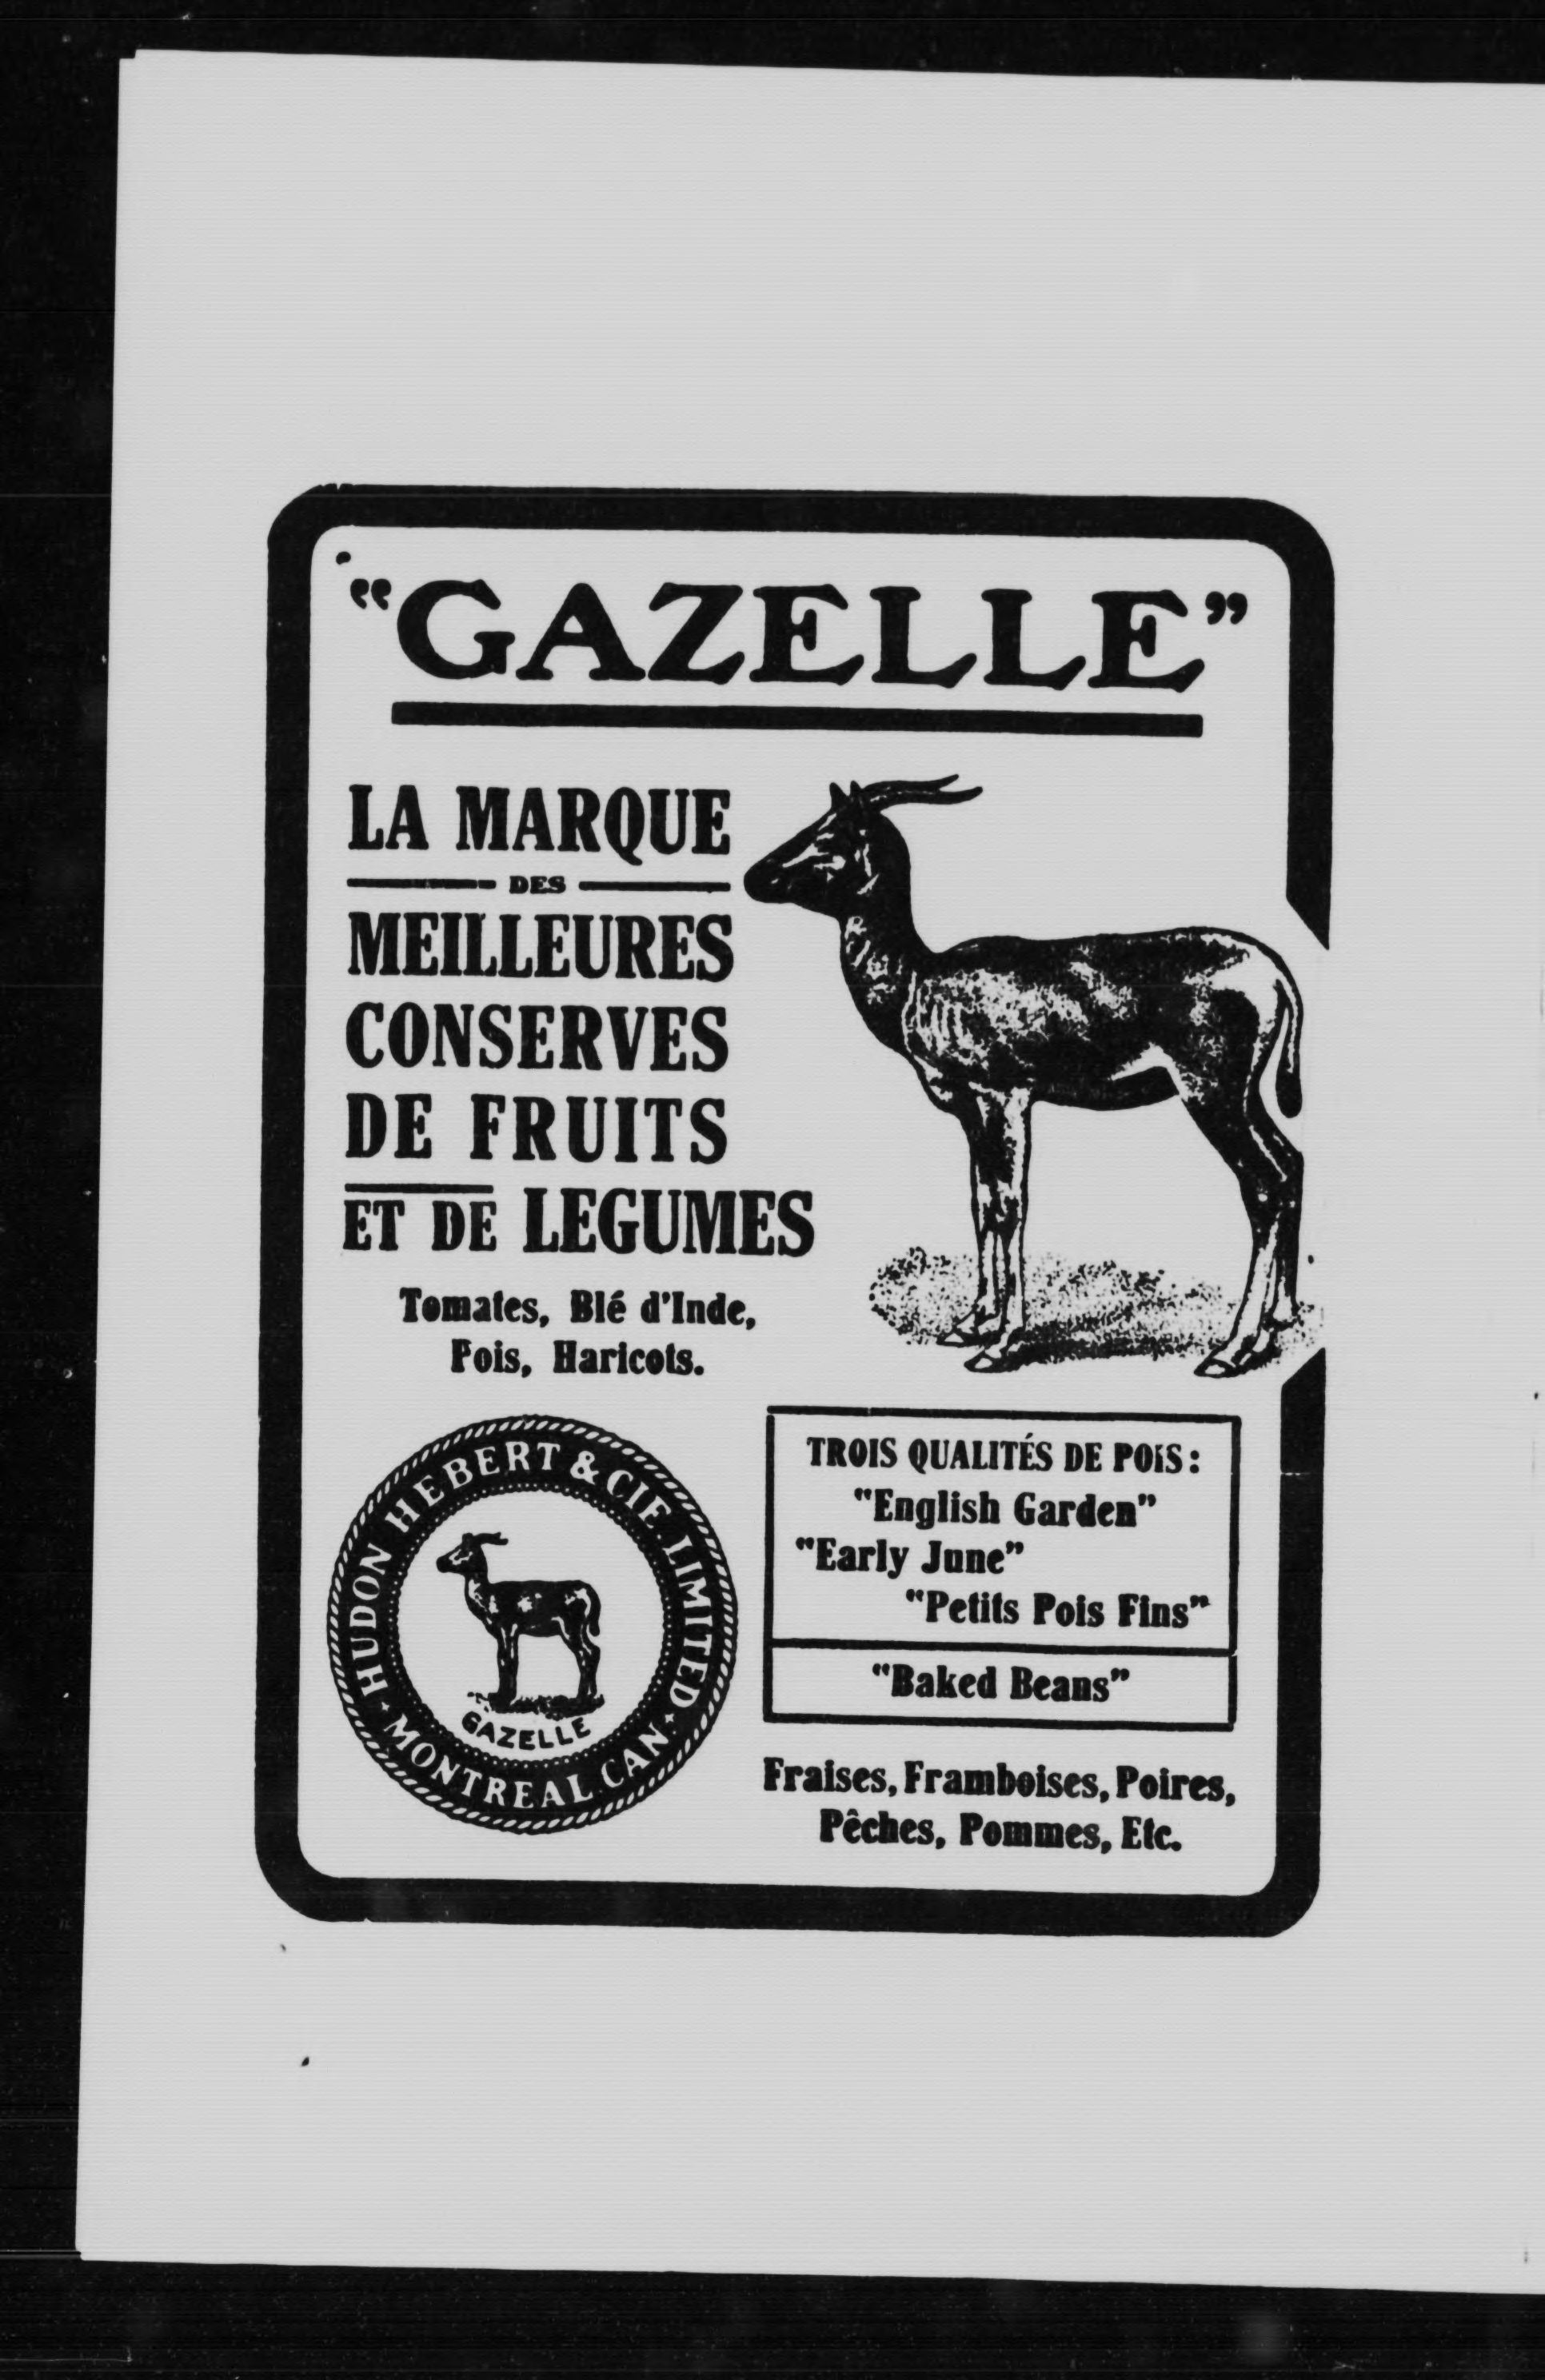 “GAZELLE”
LA MARQUE
DES
MEILLEURES
CONSERVES
DE FRUITS
ET DE LEGUMES
Tomates, Blé d'Inde,
Pois, Haricots.
HUDON HEBERT & CIE. LIMITED
GAZELLE
MONTREAL CAN.
TROIS QUALITÉS DE POIS:
“English Garden”
“Early June”
“Petits Pois Fins”
“Baked Beans”
Fraises, Framboises, Poires,
Pêches, Pommes, Etc.